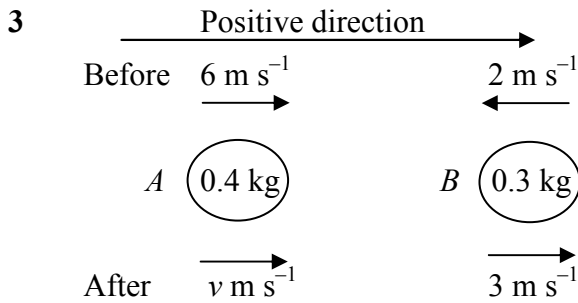 3 Positive direction
Before 6 m s⁻¹ 2 m s⁻¹
A 0.4 kg B 0.3 kg
After v m s⁻¹ 3 m s⁻¹